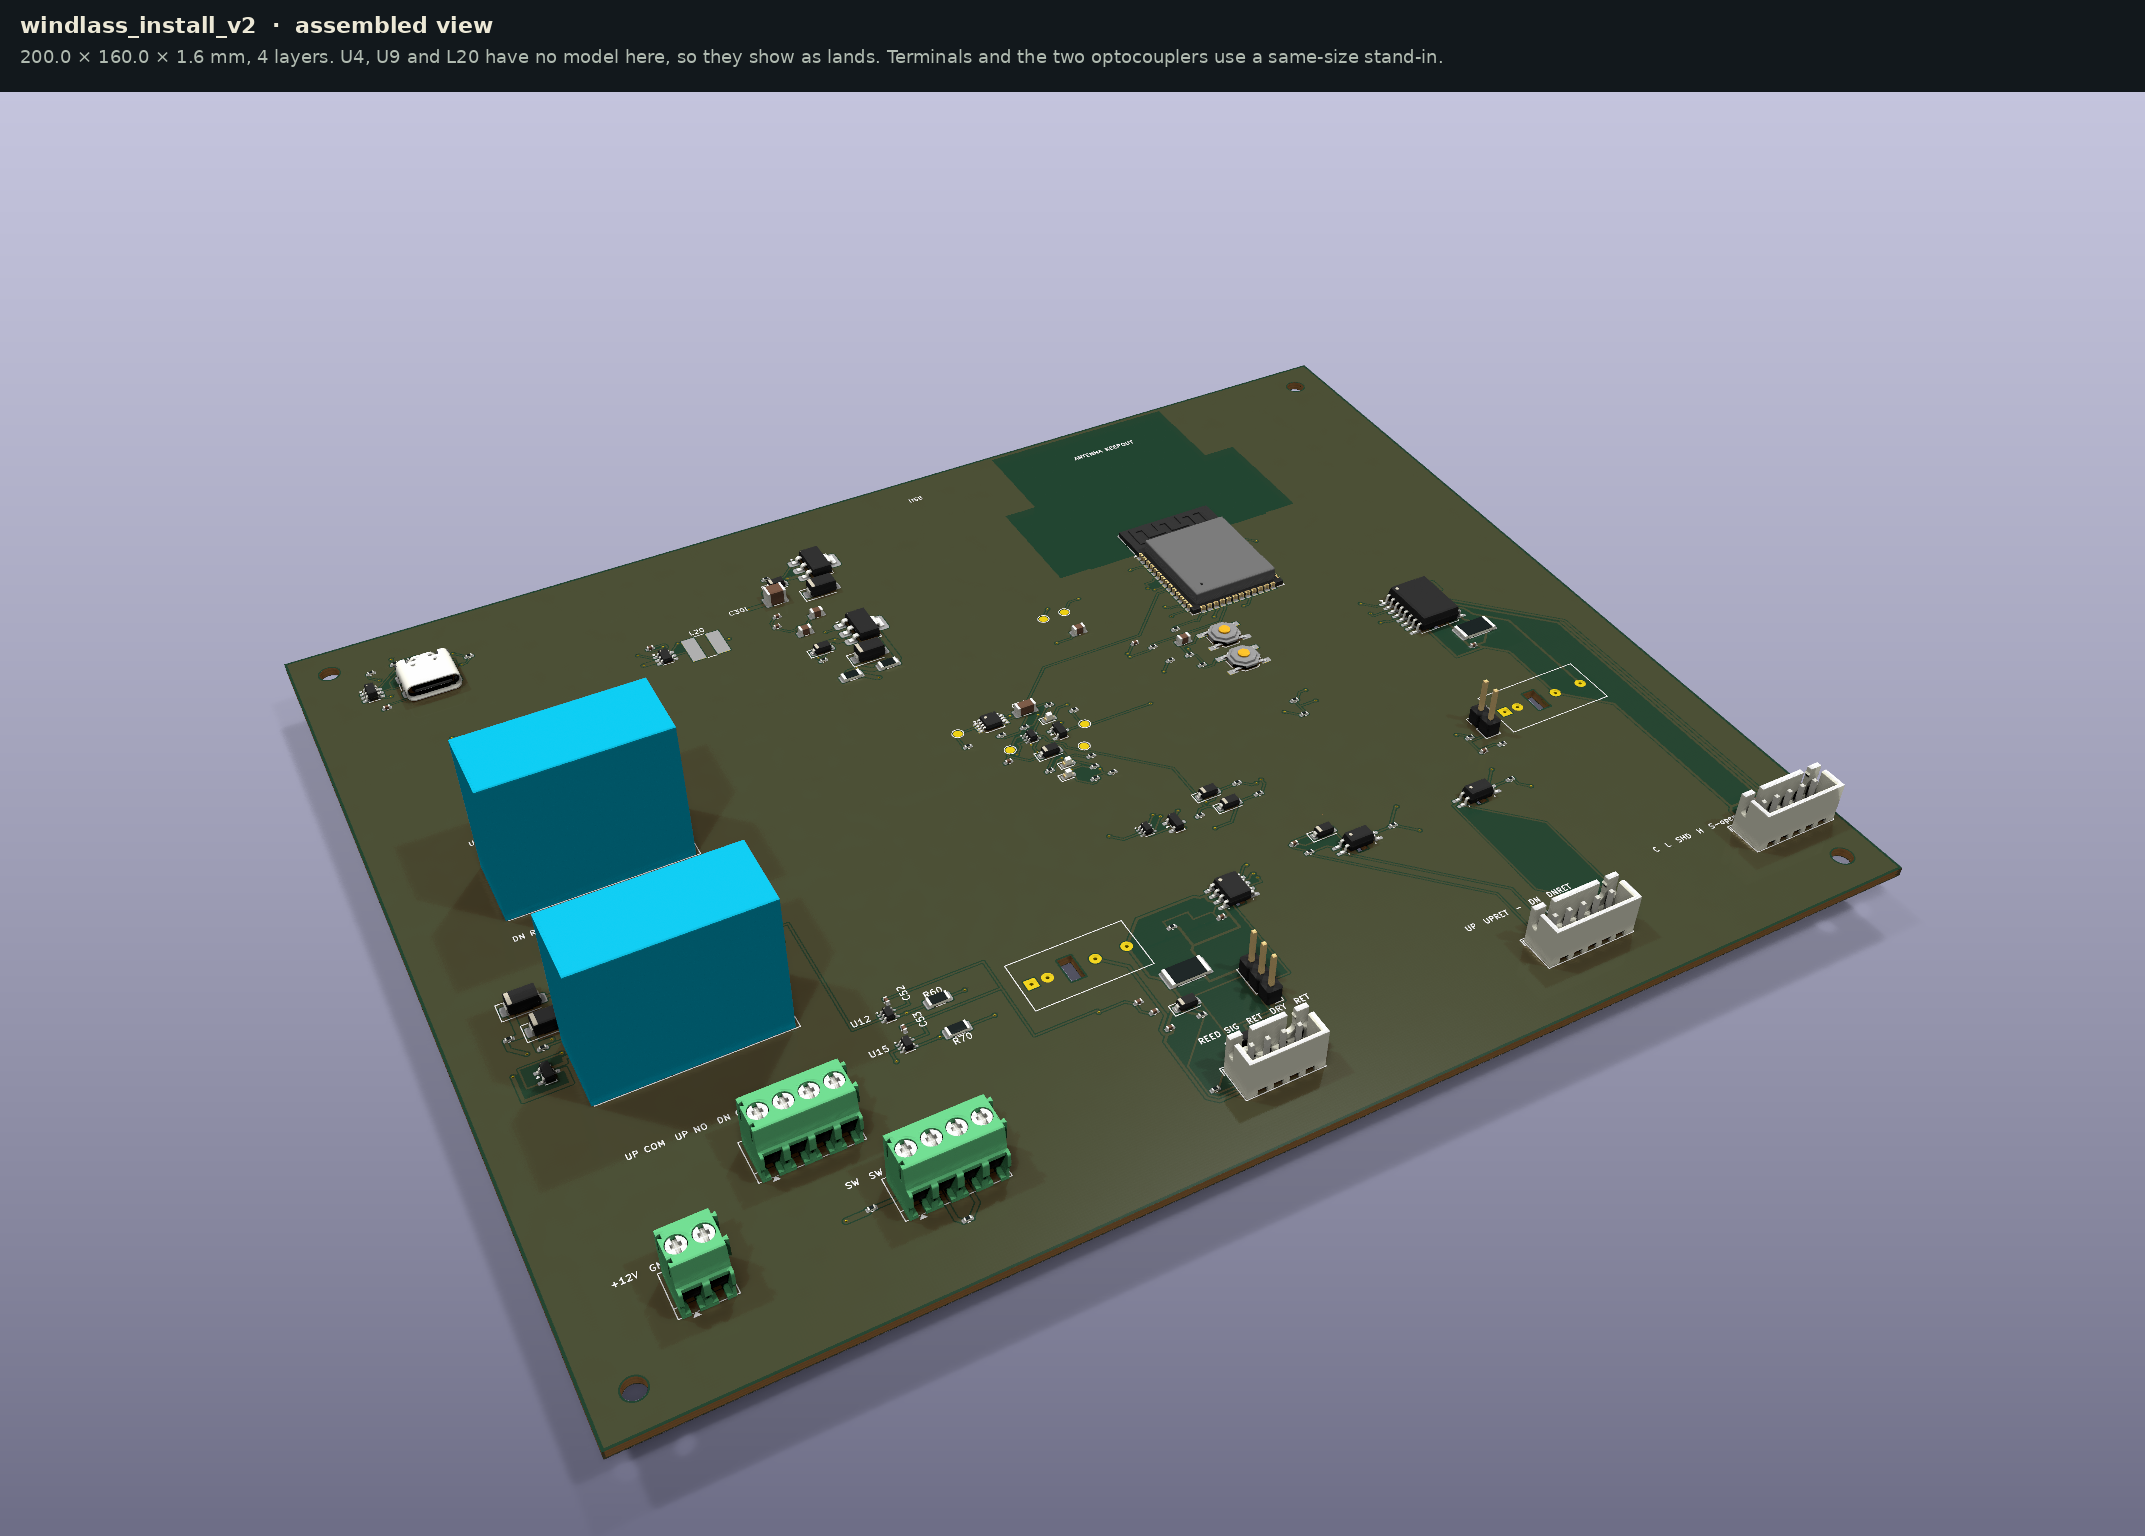 windlass_install_v2 · assembled view
200.0 × 160.0 × 1.6 mm, 4 layers. U4, U9 and L20 have no model here, so they show as lands. Terminals and the two optocouplers use a same-size stand-in.
ANTENNA KEEPOUT
C301
L20
C L SHD H
UP UPRET - DN DNRET
DN R
C52
R60
U12
C53
U15
R70
REED SIG RET DRY RET
UP COM UP NO DN
SW SW
+12V